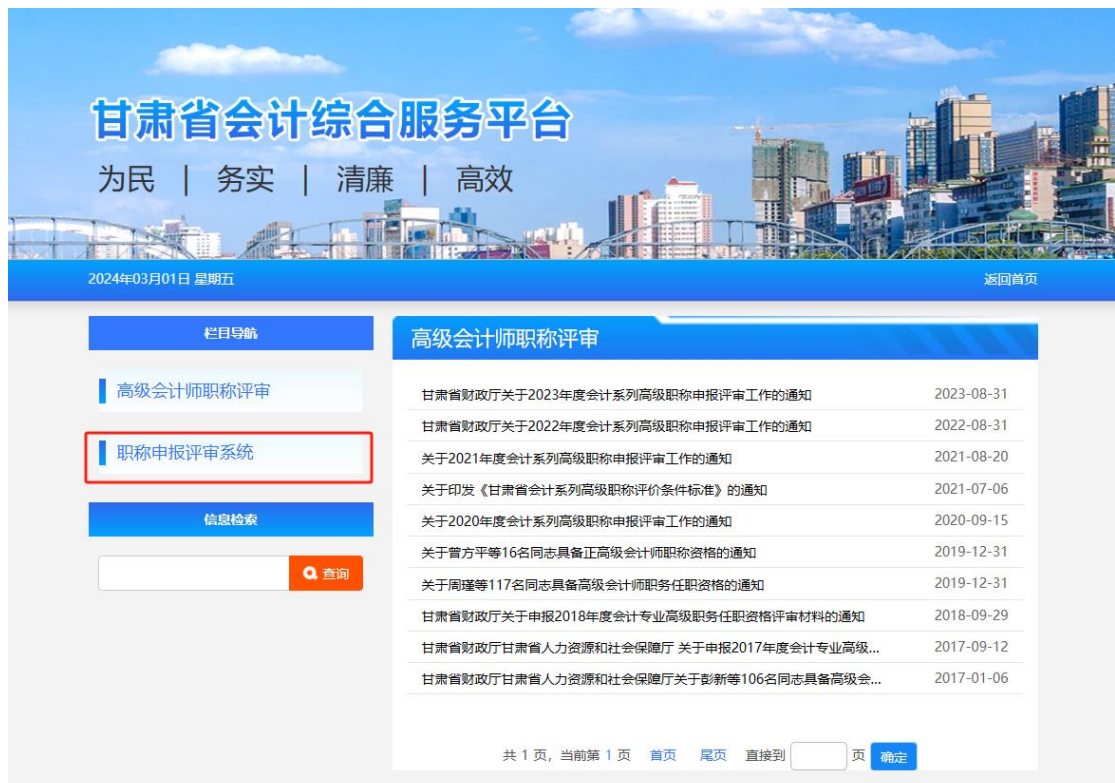 甘肃省会计综合服务平台
为民 | 务实 | 清廉 | 高效
2024年03月01日 星期五 返回首页
栏目导航
高级会计师职称评审
职称申报评审系统
信息检索
查询
高级会计师职称评审
甘肃省财政厅关于2023年度会计系列高级职称申报评审工作的通知 2023-08-31
甘肃省财政厅关于2022年度会计系列高级职称申报评审工作的通知 2022-08-31
关于2021年度会计系列高级职称申报评审工作的通知 2021-08-20
关于印发《甘肃省会计系列高级职称评价条件标准》的通知 2021-07-06
关于2020年度会计系列高级职称申报评审工作的通知 2020-09-15
关于曾方平等16名同志具备正高级会计师职称资格的通知 2019-12-31
关于周瑾等117名同志具备高级会计师职务任职资格的通知 2019-12-31
甘肃省财政厅关于申报2018年度会计专业高级职务任职资格评审材料的通知 2018-09-29
甘肃省财政厅甘肃省人力资源和社会保障厅 关于申报2017年度会计专业高级... 2017-09-12
甘肃省财政厅甘肃省人力资源和社会保障厅关于彭新等106名同志具备高级会... 2017-01-06
共 1 页, 当前第 1 页 首页 尾页 直接到 页 确定